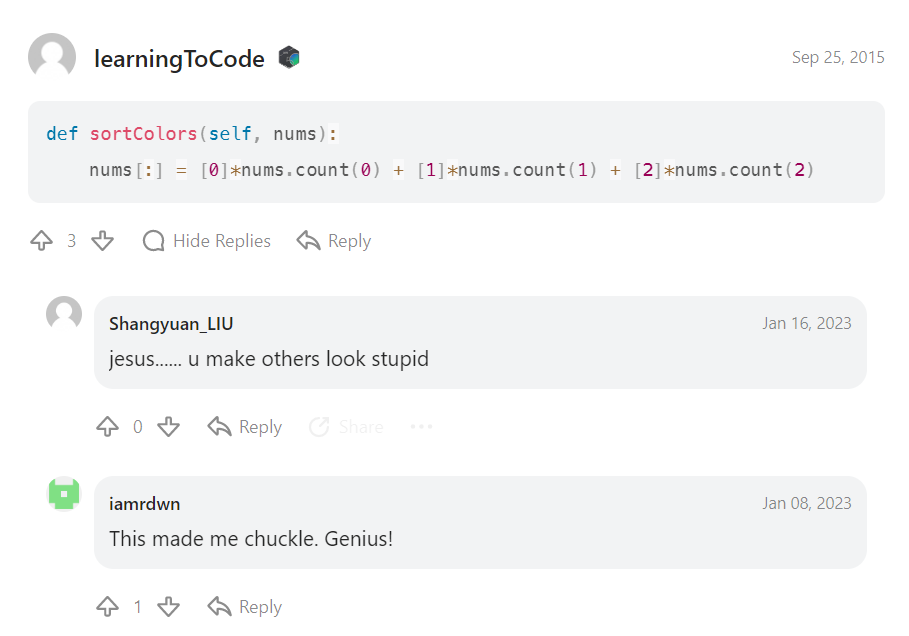 learningToCode
Sep 25, 2015
def sortColors(self, nums):
    nums[:] = [0]*nums.count(0) + [1]*nums.count(1) + [2]*nums.count(2)
3 Hide Replies Reply
Shangyuan_LIU
Jan 16, 2023
jesus...... u make others look stupid
0 Reply Share ...
iamrdwn
Jan 08, 2023
This made me chuckle. Genius!
1 Reply